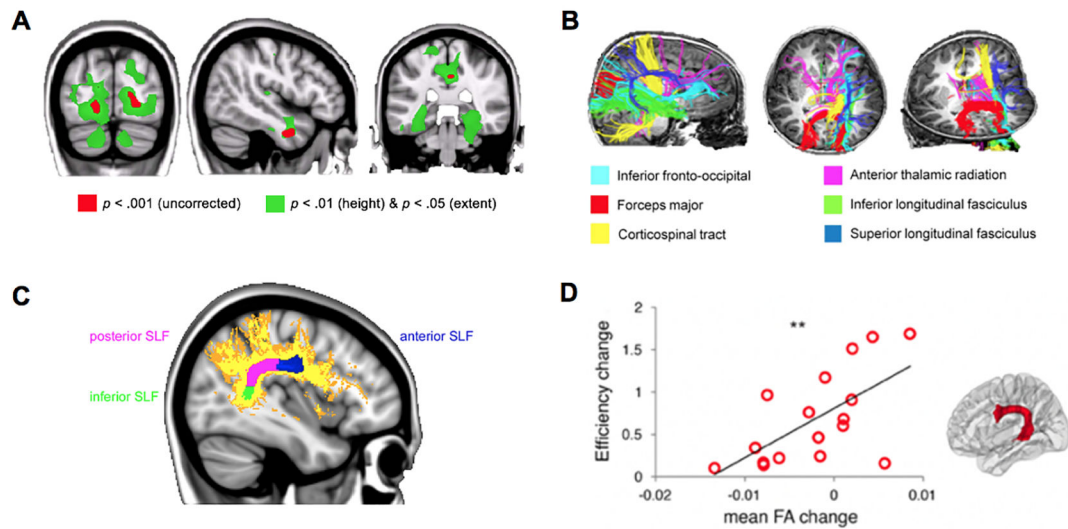 A
p < .001 (uncorrected)
p < .01 (height) & p < .05 (extent)
B
Inferior fronto-occipital
Forceps major
Corticospinal tract
Anterior thalamic radiation
Inferior longitudinal fasciculus
Superior longitudinal fasciculus
C
posterior SLF
anterior SLF
inferior SLF
D
**
Efficiency change
2
1.5
1
0.5
0
-0.02
-0.01
0
0.01
mean FA change